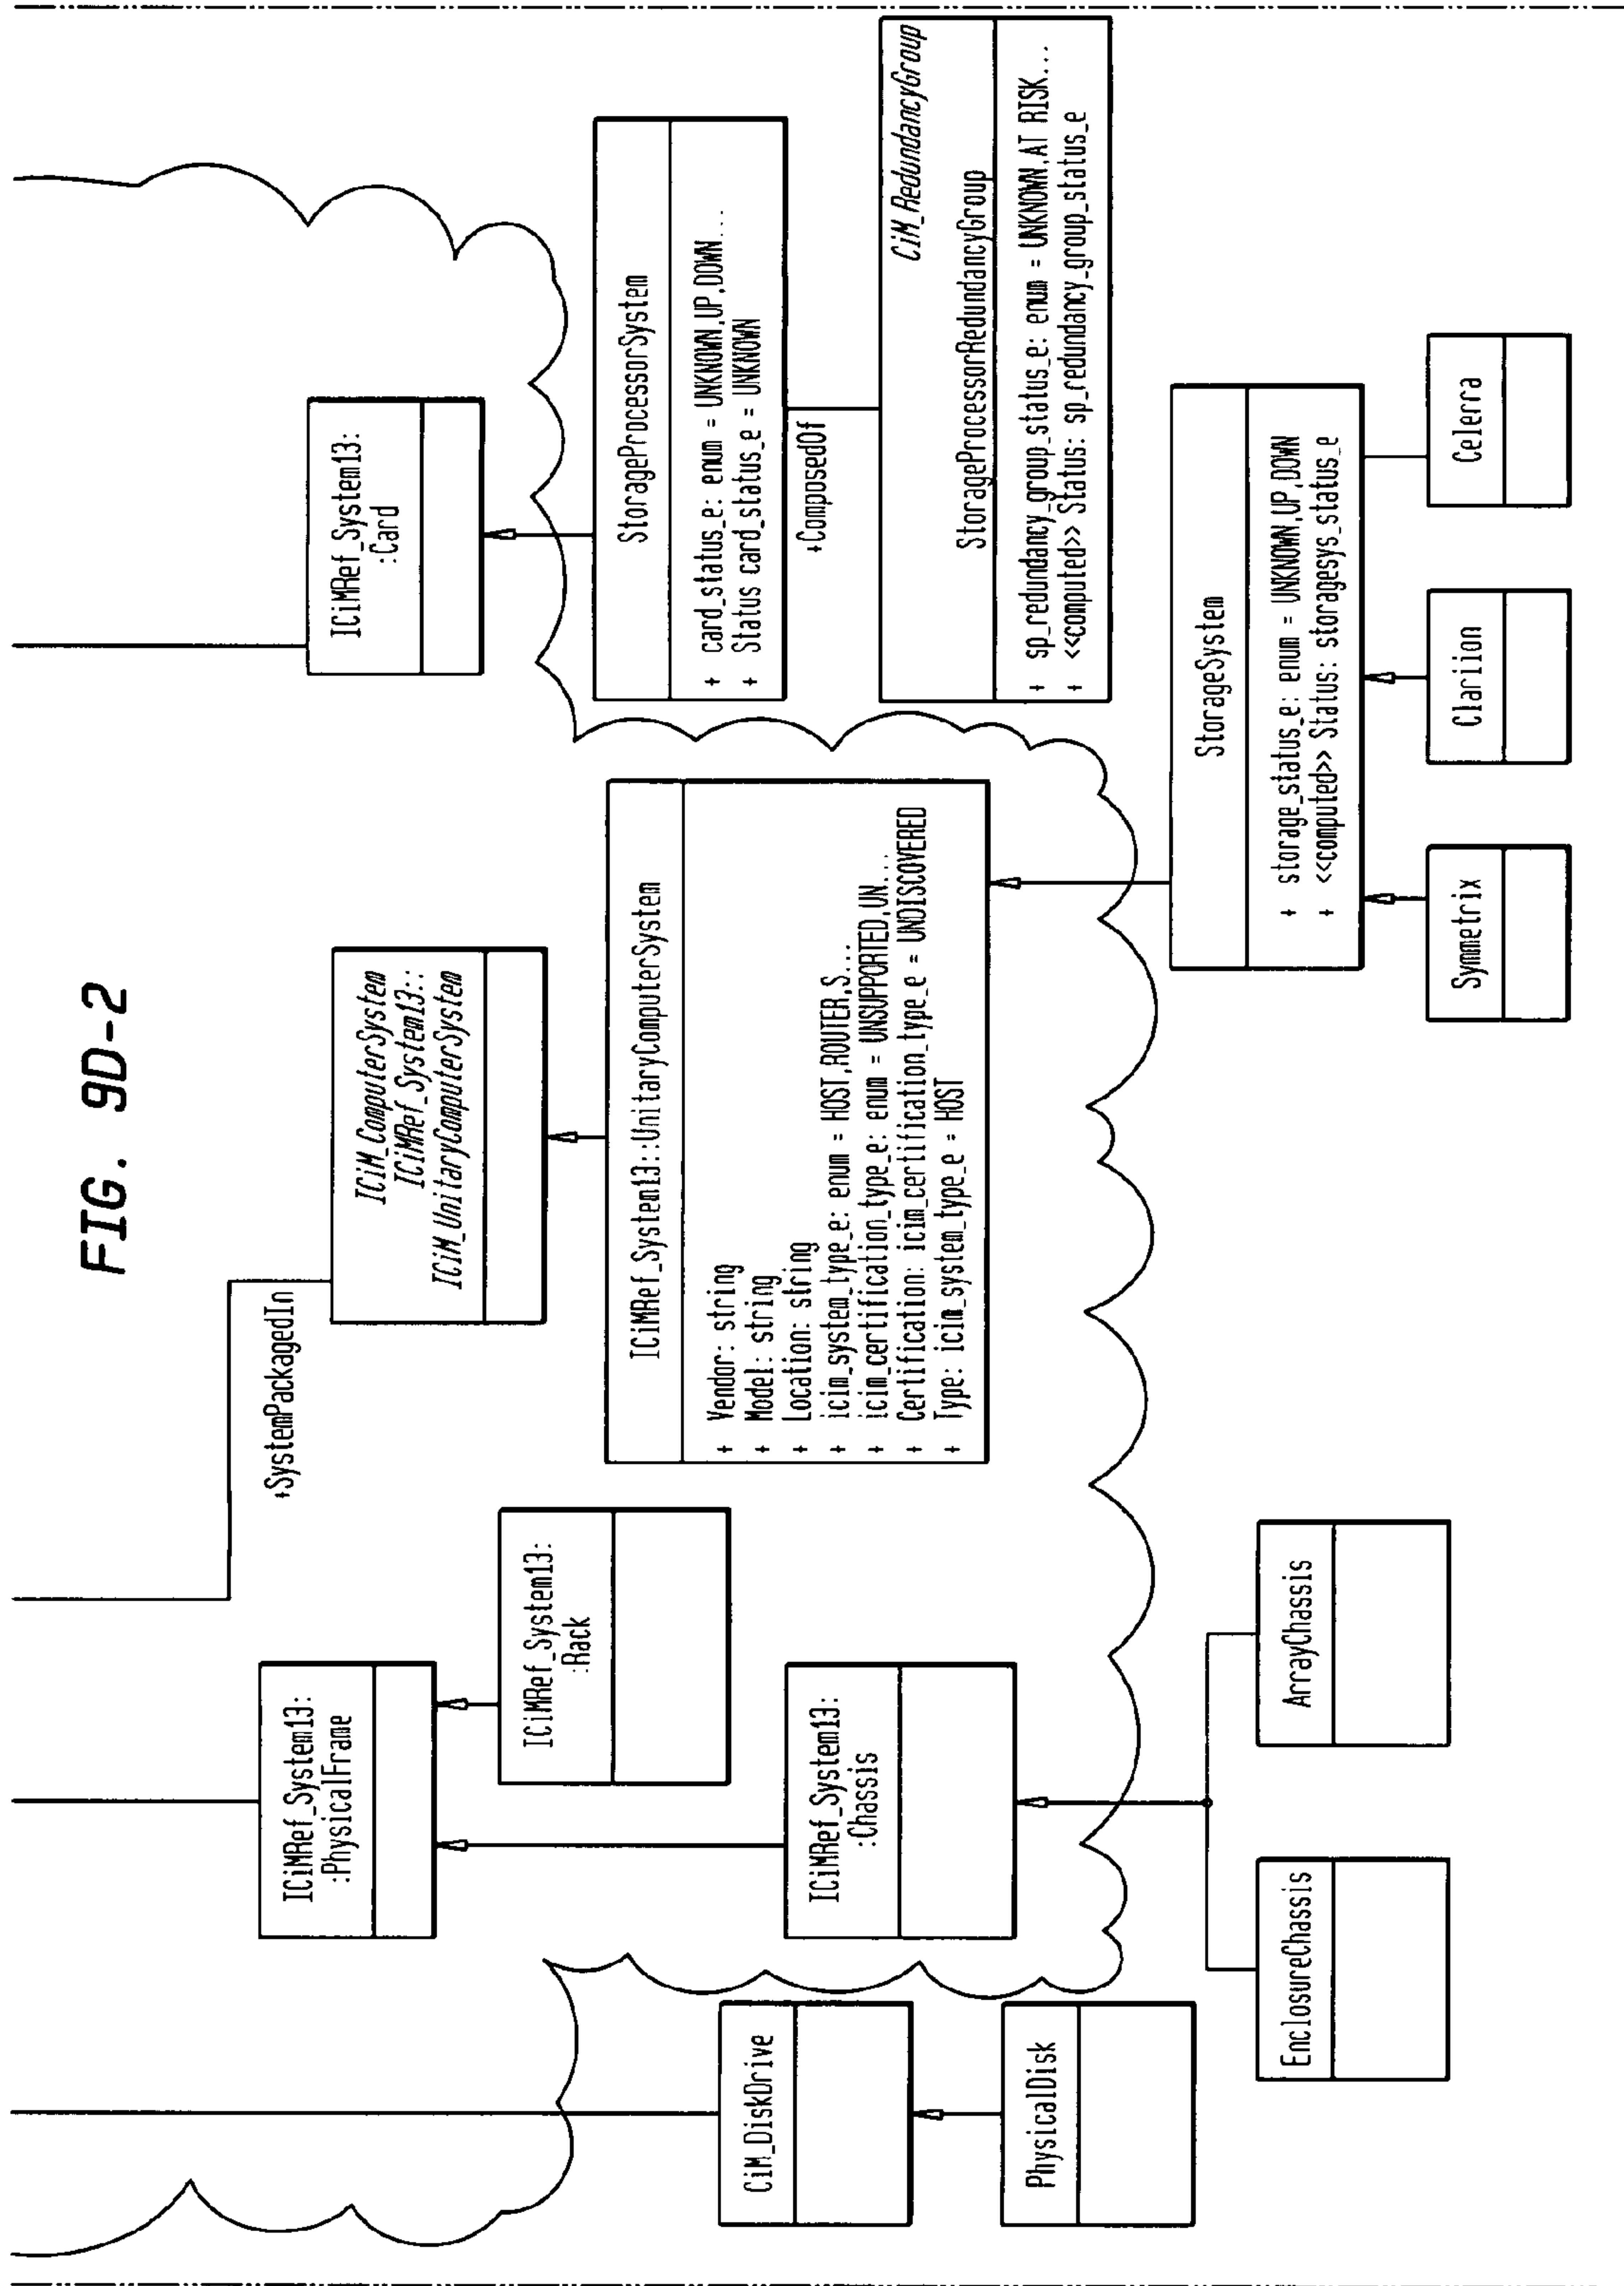 FIG. 9D-2
+SystemPackagedIn
ICiMRef_System13:
:PhysicalFrame
ICiM_ComputerSystem
ICiMRef_System13::
ICiM_UnitaryComputerSystem
ICiMRef_System13:
:Card
ICiMRef_System13:
:Rack
CiM_DiskDrive
ICiMRef_System13:
:Chassis
ICiMRef_System13::UnitaryComputerSystem
+ Vendor: string
+ Model: string
+ Location: string
+ icim_system_type_e: enum = HOST,ROUTER,S...
+ icim_certification_type_e: enum = UNSUPPORTED,UN...
+ Certification: icim_certification_type_e = UNDISCOVERED
+ Type: icim_system_type_e = HOST
StorageProcessorSystem
+ card_status_e: enum = UNKNOWN,UP,DOWN...
+ Status card_status_e = UNKNOWN
+ComposedOf
CiM_RedundancyGroup
StorageProcessorRedundancyGroup
+ sp_redundancy_group_status_e: enum = UNKNOWN,AT RISK...
+ <<computed>> Status: sp_redundancy_group_status_e
PhysicalDisk
EnclosureChassis
ArrayChassis
StorageSystem
+ storage_status_e: enum = UNKNOWN,UP,DOWN
+ <<computed>> Status: storagesys_status_e
Symmetrix
Clariion
Celerra